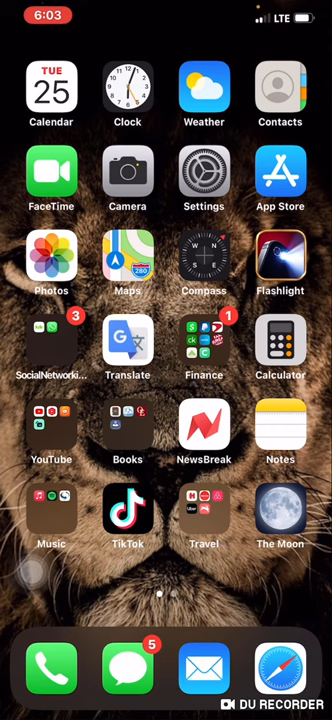 6:03 LTE
TUE
25
Calendar Clock Weather Contacts
FaceTime Camera Settings App Store
280
Photos Maps Compass Flashlight
3 1
SocialNetworki... Translate Finance Calculator
YouTube Books NewsBreak Notes
Music TikTok Travel The Moon
5
DU RECORDER